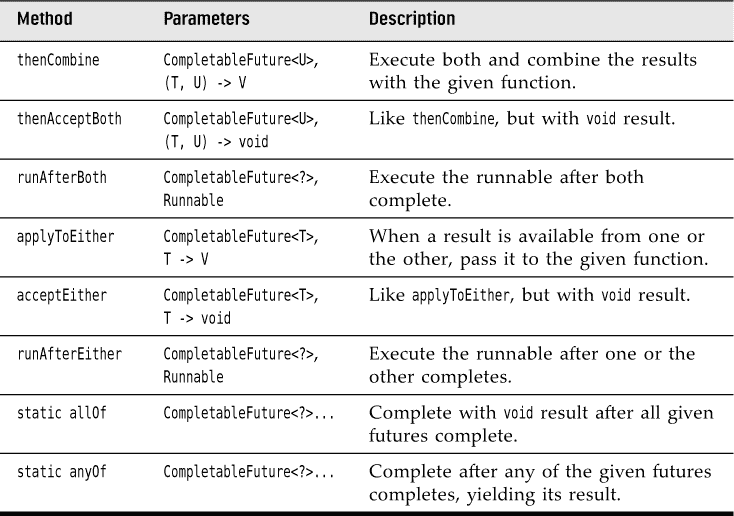 Method Parameters Description
thenCombine CompletableFuture<U>, Execute both and combine the results
(T, U) -> V with the given function.
thenAcceptBoth CompletableFuture<U>, Like thenCombine, but with void result.
(T, U) -> void
runAfterBoth CompletableFuture<?>, Execute the runnable after both
Runnable complete.
applyToEither CompletableFuture<T>, When a result is available from one or
T -> V the other, pass it to the given function.
acceptEither CompletableFuture<T>, Like applyToEither, but with void result.
T -> void
runAfterEither CompletableFuture<?>, Execute the runnable after one or the
Runnable other completes.
static allOf CompletableFuture<?>... Complete with void result after all given
futures complete.
static anyOf CompletableFuture<?>... Complete after any of the given futures
completes, yielding its result.